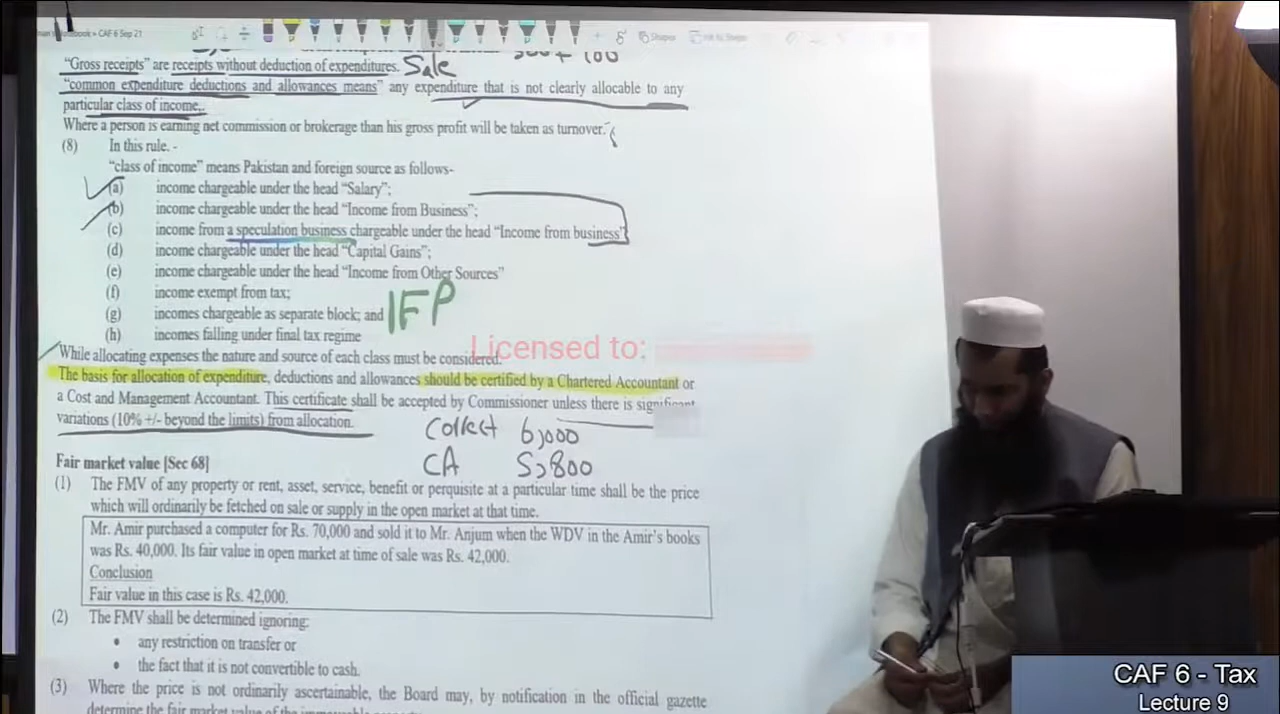 book > CAF 6 Sep 21
Shapes
100
"Gross receipts" are receipts without deduction of expenditures. Sale
"common expenditure deductions and allowances means" any expenditure that is not clearly allocable to any
particular class of income,.
Where a person is earning net commission or brokerage than his gross profit will be taken as turnover.
(8) In this rule. -
"class of income" means Pakistan and foreign source as follows-
(a) income chargeable under the head "Salary";
(b) income chargeable under the head "Income from Business";
(c) income from a speculation business chargeable under the head "Income from business"
(d) income chargeable under the head "Capital Gains";
(e) income chargeable under the head "Income from Other Sources"
(f) income exempt from tax;
(g) incomes chargeable as separate block; and IFP
(h) incomes falling under final tax regime
Licensed to:
While allocating expenses the nature and source of each class must be considered.
The basis for allocation of expenditure, deductions and allowances should be certified by a Chartered Accountant or
a Cost and Management Accountant. This certificate shall be accepted by Commissioner unless there is significant
variations (10% +/- beyond the limits) from allocation.
Collect 6,000
CA 5,800
Fair market value [Sec 68]
(1) The FMV of any property or rent, asset, service, benefit or perquisite at a particular time shall be the price
which will ordinarily be fetched on sale or supply in the open market at that time.
Mr. Amir purchased a computer for Rs. 70,000 and sold it to Mr. Anjum when the WDV in the Amir's books
was Rs. 40,000. Its fair value in open market at time of sale was Rs. 42,000.
Conclusion
Fair value in this case is Rs. 42,000.
(2) The FMV shall be determined ignoring:
• any restriction on transfer or
• the fact that it is not convertible to cash.
(3) Where the price is not ordinarily ascertainable, the Board may, by notification in the official gazette
determine the fair market value of the
CAF 6 - Tax
Lecture 9